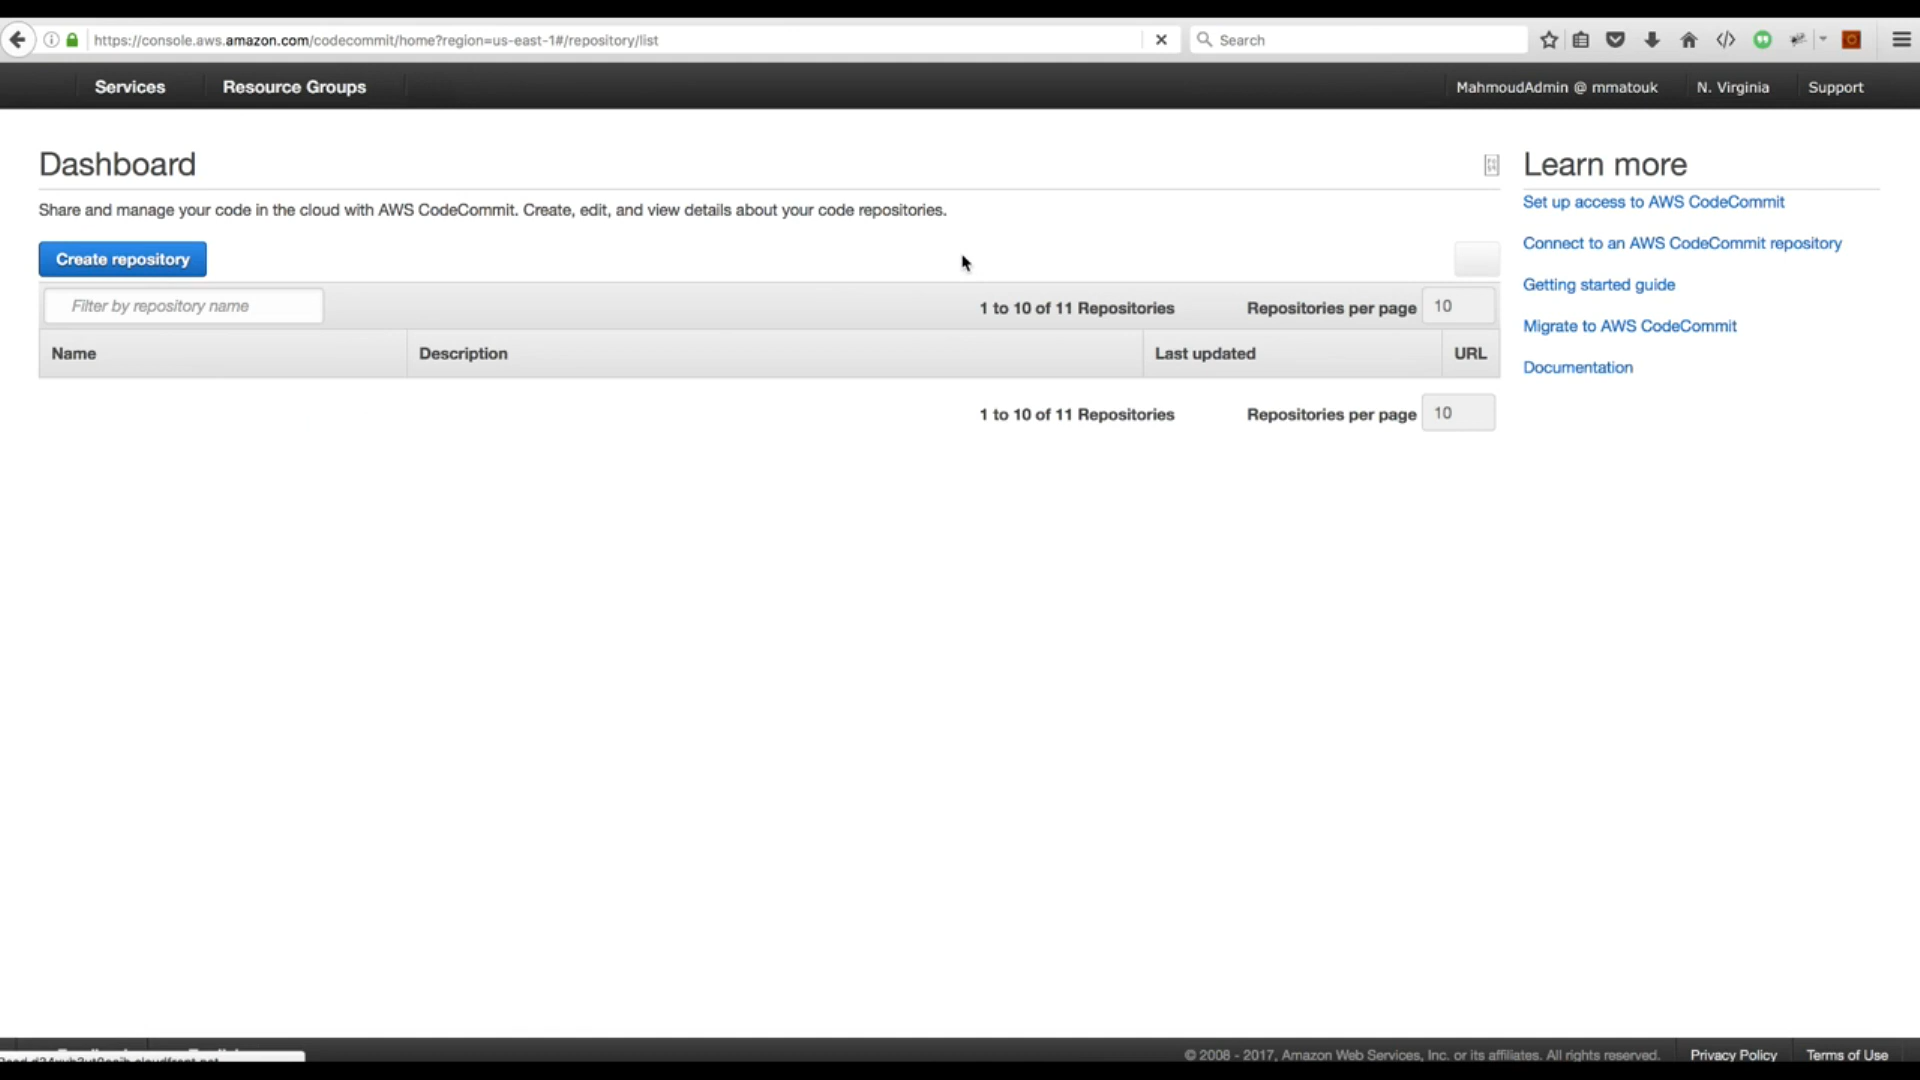 https://console.aws.amazon.com/codecommit/home?region=us-east-1#/repository/list
Search
Services
Resource Groups
MahmoudAdmin @ mmatouk
N. Virginia
Support
Dashboard
Learn more
Share and manage your code in the cloud with AWS CodeCommit. Create, edit, and view details about your code repositories.
Set up access to AWS CodeCommit
Connect to an AWS CodeCommit repository
Create repository
Getting started guide
Filter by repository name
1 to 10 of 11 Repositories
Repositories per page
10
Migrate to AWS CodeCommit
Name
Description
Last updated
URL
Documentation
1 to 10 of 11 Repositories
Repositories per page
10
© 2008 - 2017, Amazon Web Services, Inc. or its affiliates. All rights reserved.
Privacy Policy
Terms of Use